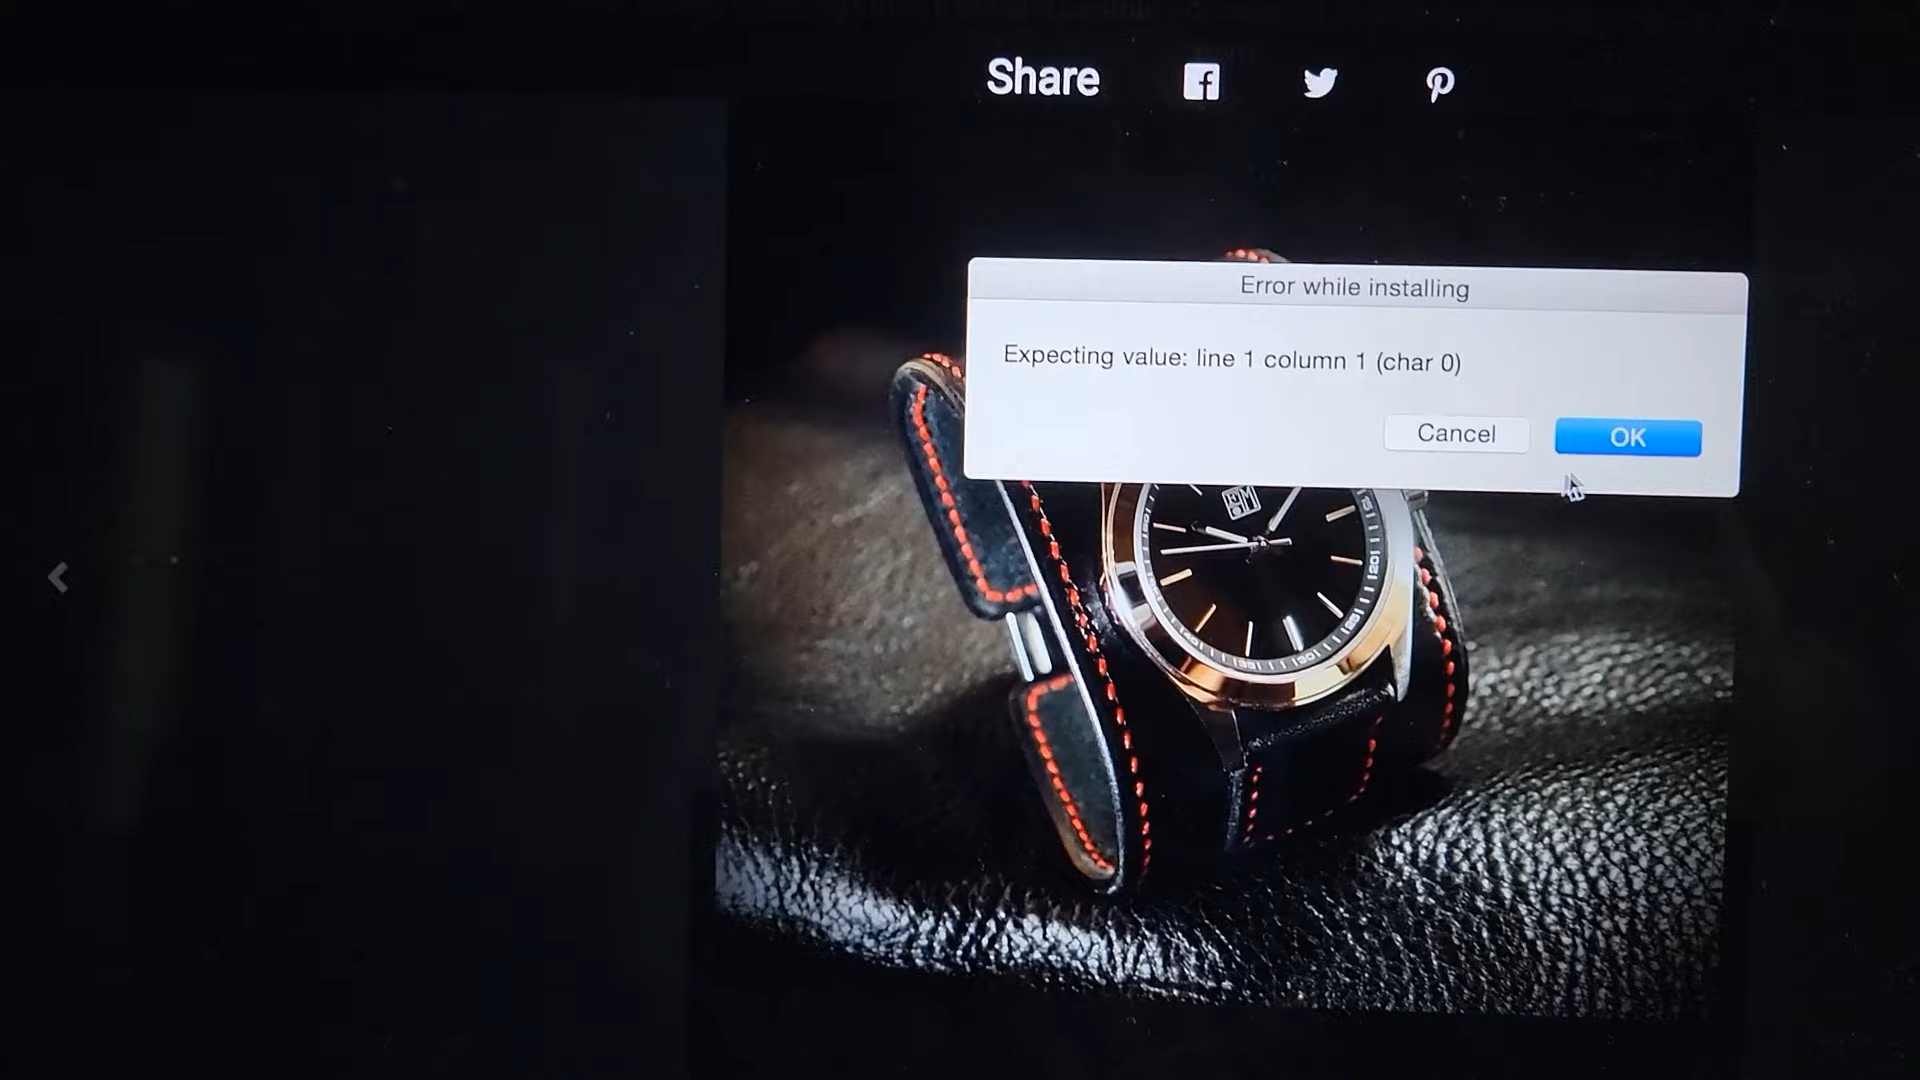 Share
Error while installing
Expecting value: line 1 column 1 (char 0)
Cancel
OK